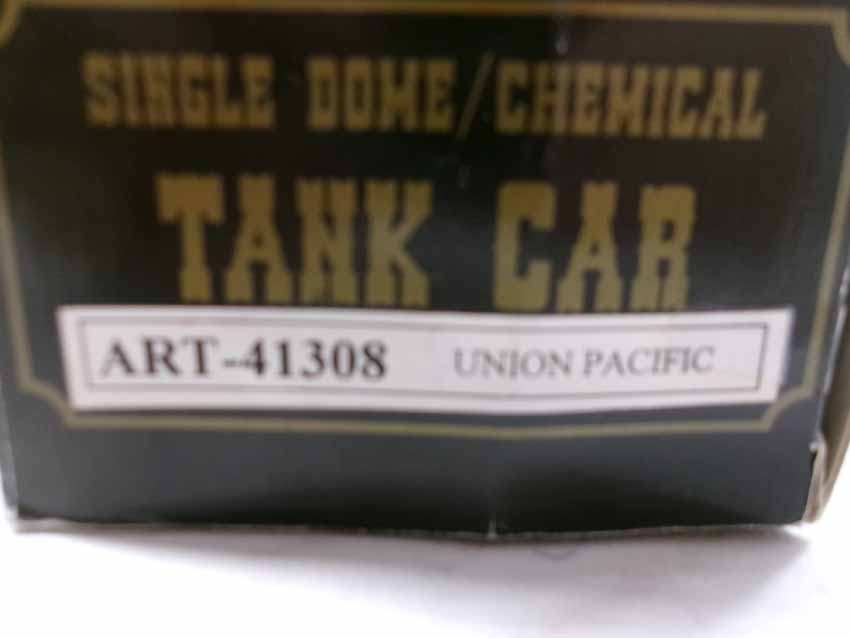 SINGLE DOME/CHEMICAL
TANK CAR
ART-41308 UNION PACIFIC